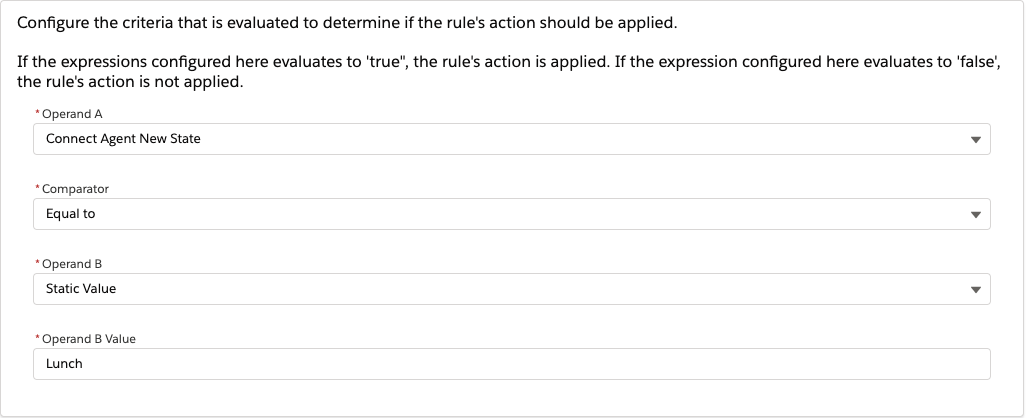 Configure the criteria that is evaluated to determine if the rule's action should be applied.
If the expressions configured here evaluates to 'true", the rule's action is applied. If the expression configured here evaluates to 'false',
the rule's action is not applied.
* Operand A
Connect Agent New State
* Comparator
Equal to
* Operand B
Static Value
* Operand B Value
Lunch